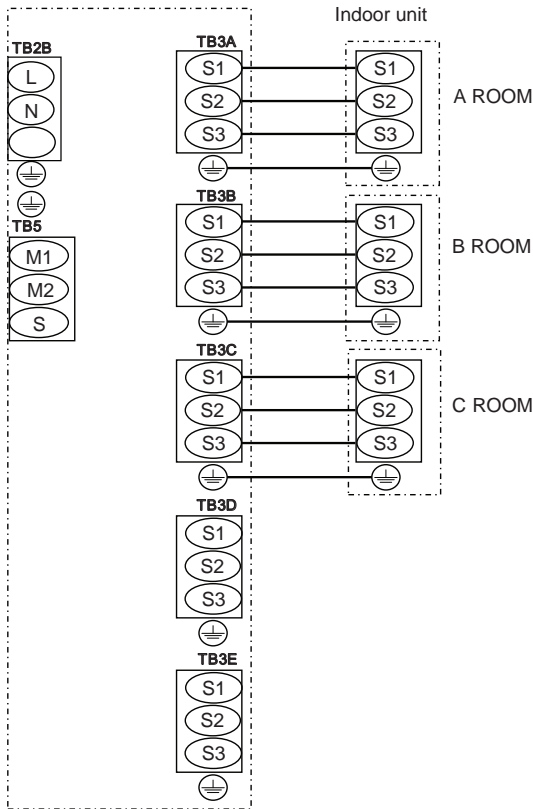 Indoor unit
TB2B
L
N
TB5
M1
M2
S
TB3A
S1
S2
S3
S1
S2
S3
A ROOM
TB3B
S1
S2
S3
S1
S2
S3
B ROOM
TB3C
S1
S2
S3
S1
S2
S3
C ROOM
TB3D
S1
S2
S3
TB3E
S1
S2
S3